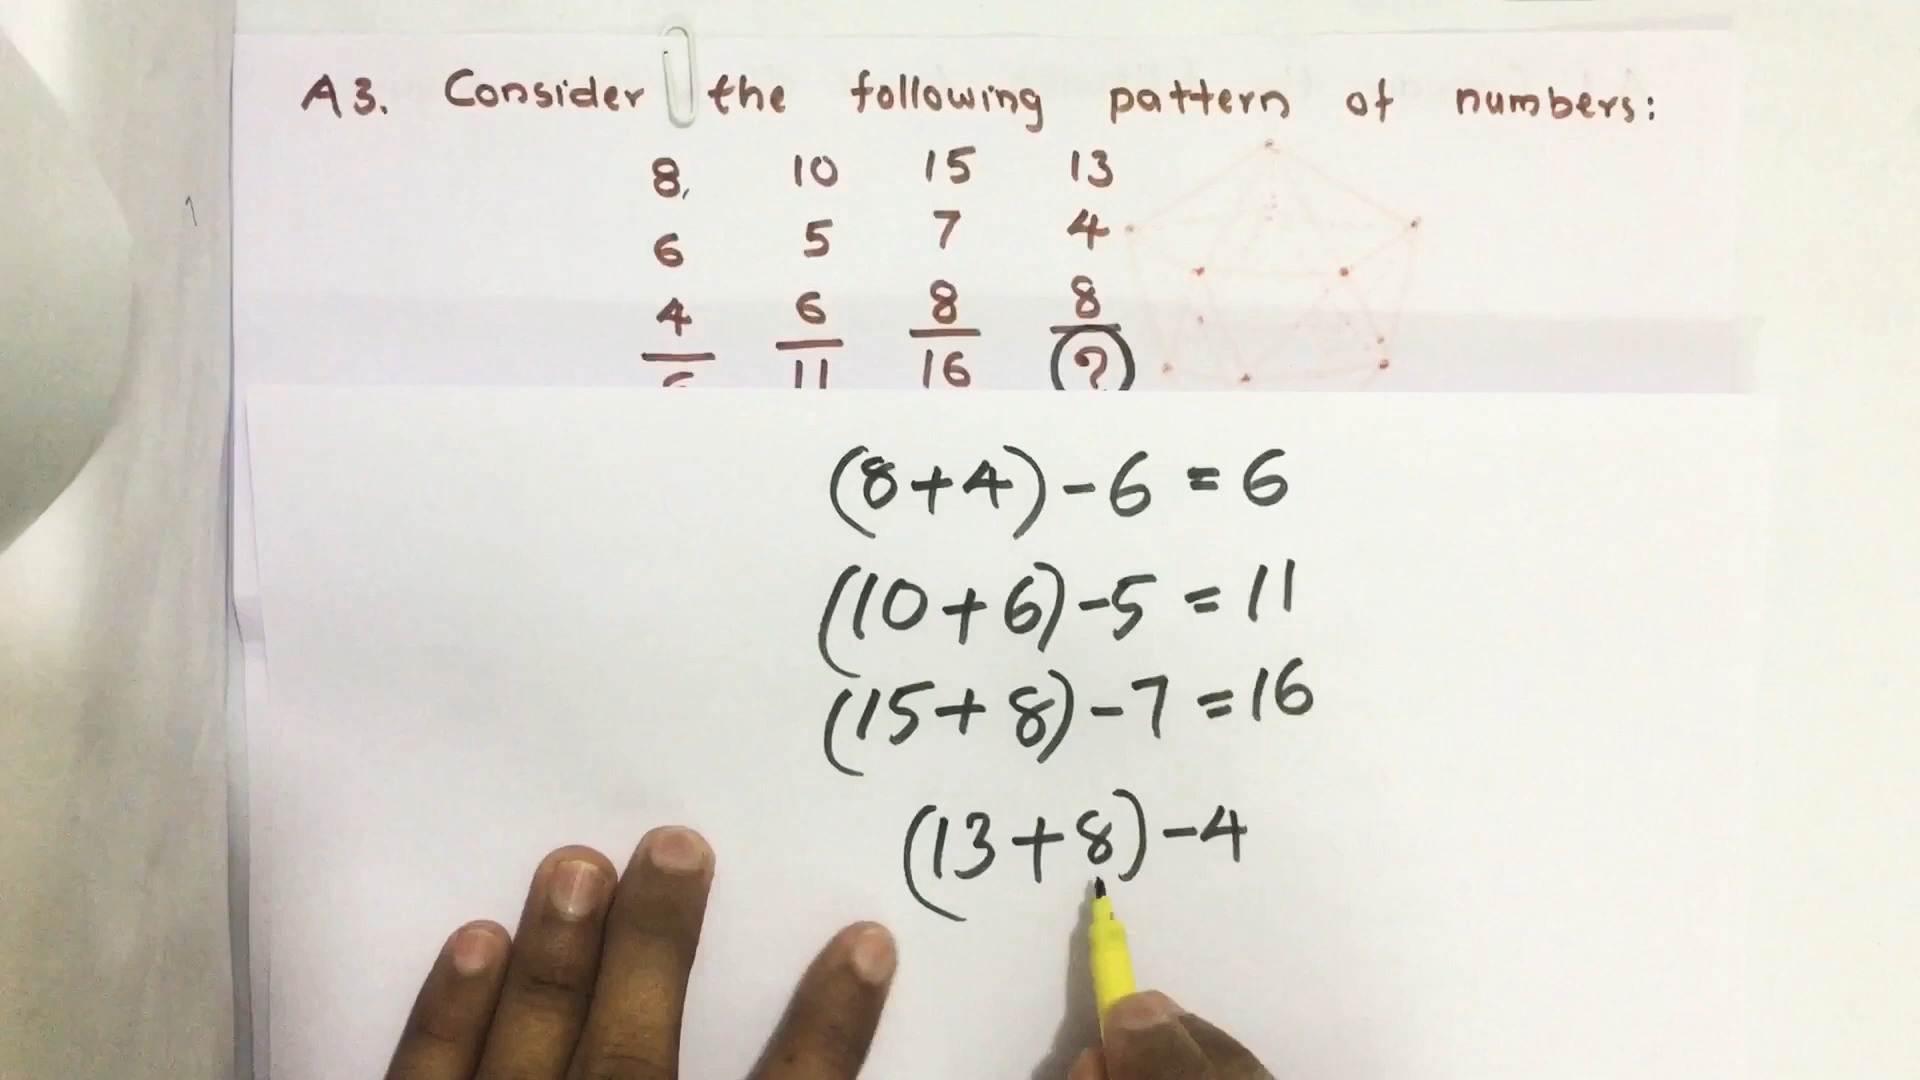 A3. Consider the following pattern of numbers:
8, 10 15 13
6 5 7 4
4 6 8 8
11 16 ?
(8+4)-6 = 6
(10+6)-5 = 11
(15+8)-7 = 16
(13+8)-4